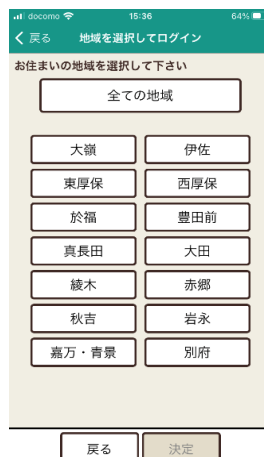 docomo 15:36 64%
戻る 地域を選択してログイン
お住まいの地域を選択して下さい
全ての地域
大嶺 伊佐
東厚保 西厚保
於福 豊田前
真長田 大田
綾木 赤郷
秋吉 岩永
嘉万・青景 別府
戻る 決定